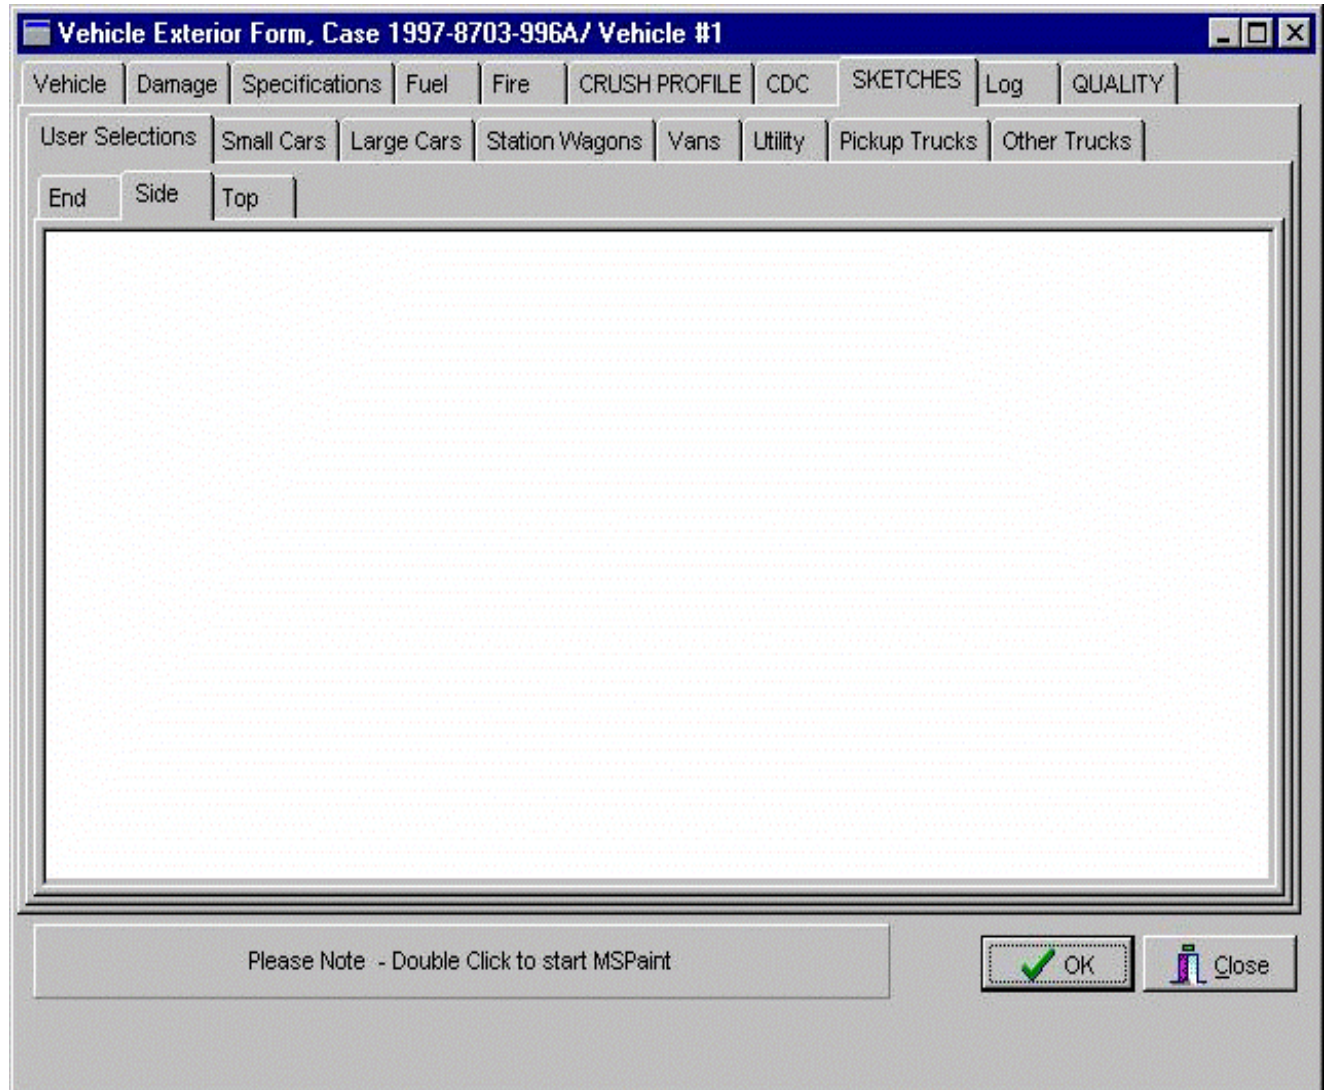 Vehicle Exterior Form, Case 1997-8703-996A/ Vehicle #1
Vehicle Damage Specifications Fuel Fire CRUSH PROFILE CDC SKETCHES Log QUALITY
User Selections Small Cars Large Cars Station Wagons Vans Utility Pickup Trucks Other Trucks
End Side Top
Please Note - Double Click to start MSPaint
OK Close